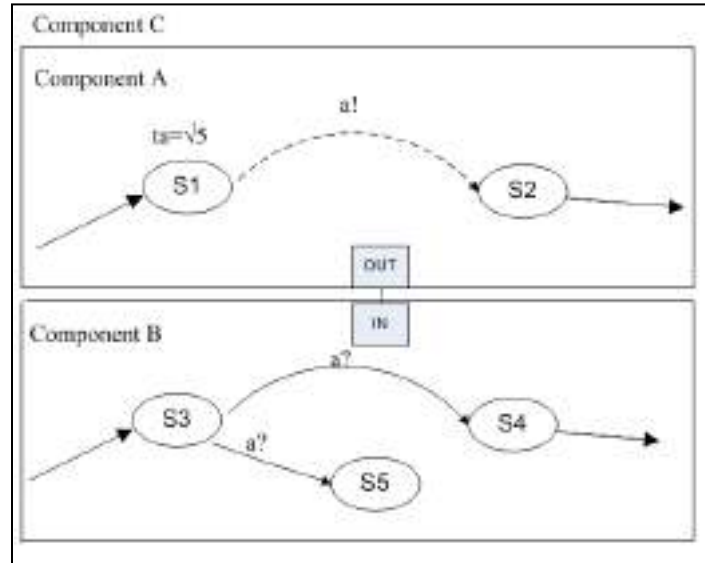 Component C
Component A
a!
ta=√5
S1
S2
OUT
IN
Component B
a?
S3
S4
a?
S5